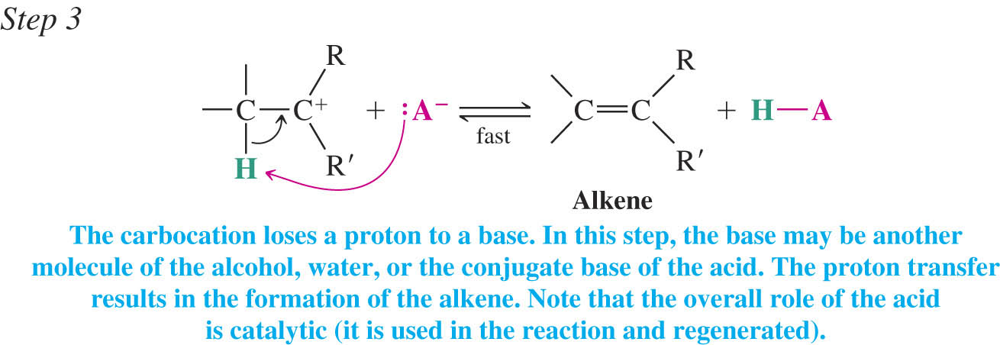 Step 3
R
R
C C+ + :A− C=C + H—A
fast
H
R′
R′
Alkene
The carbocation loses a proton to a base. In this step, the base may be another
molecule of the alcohol, water, or the conjugate base of the acid. The proton transfer
results in the formation of the alkene. Note that the overall role of the acid
is catalytic (it is used in the reaction and regenerated).